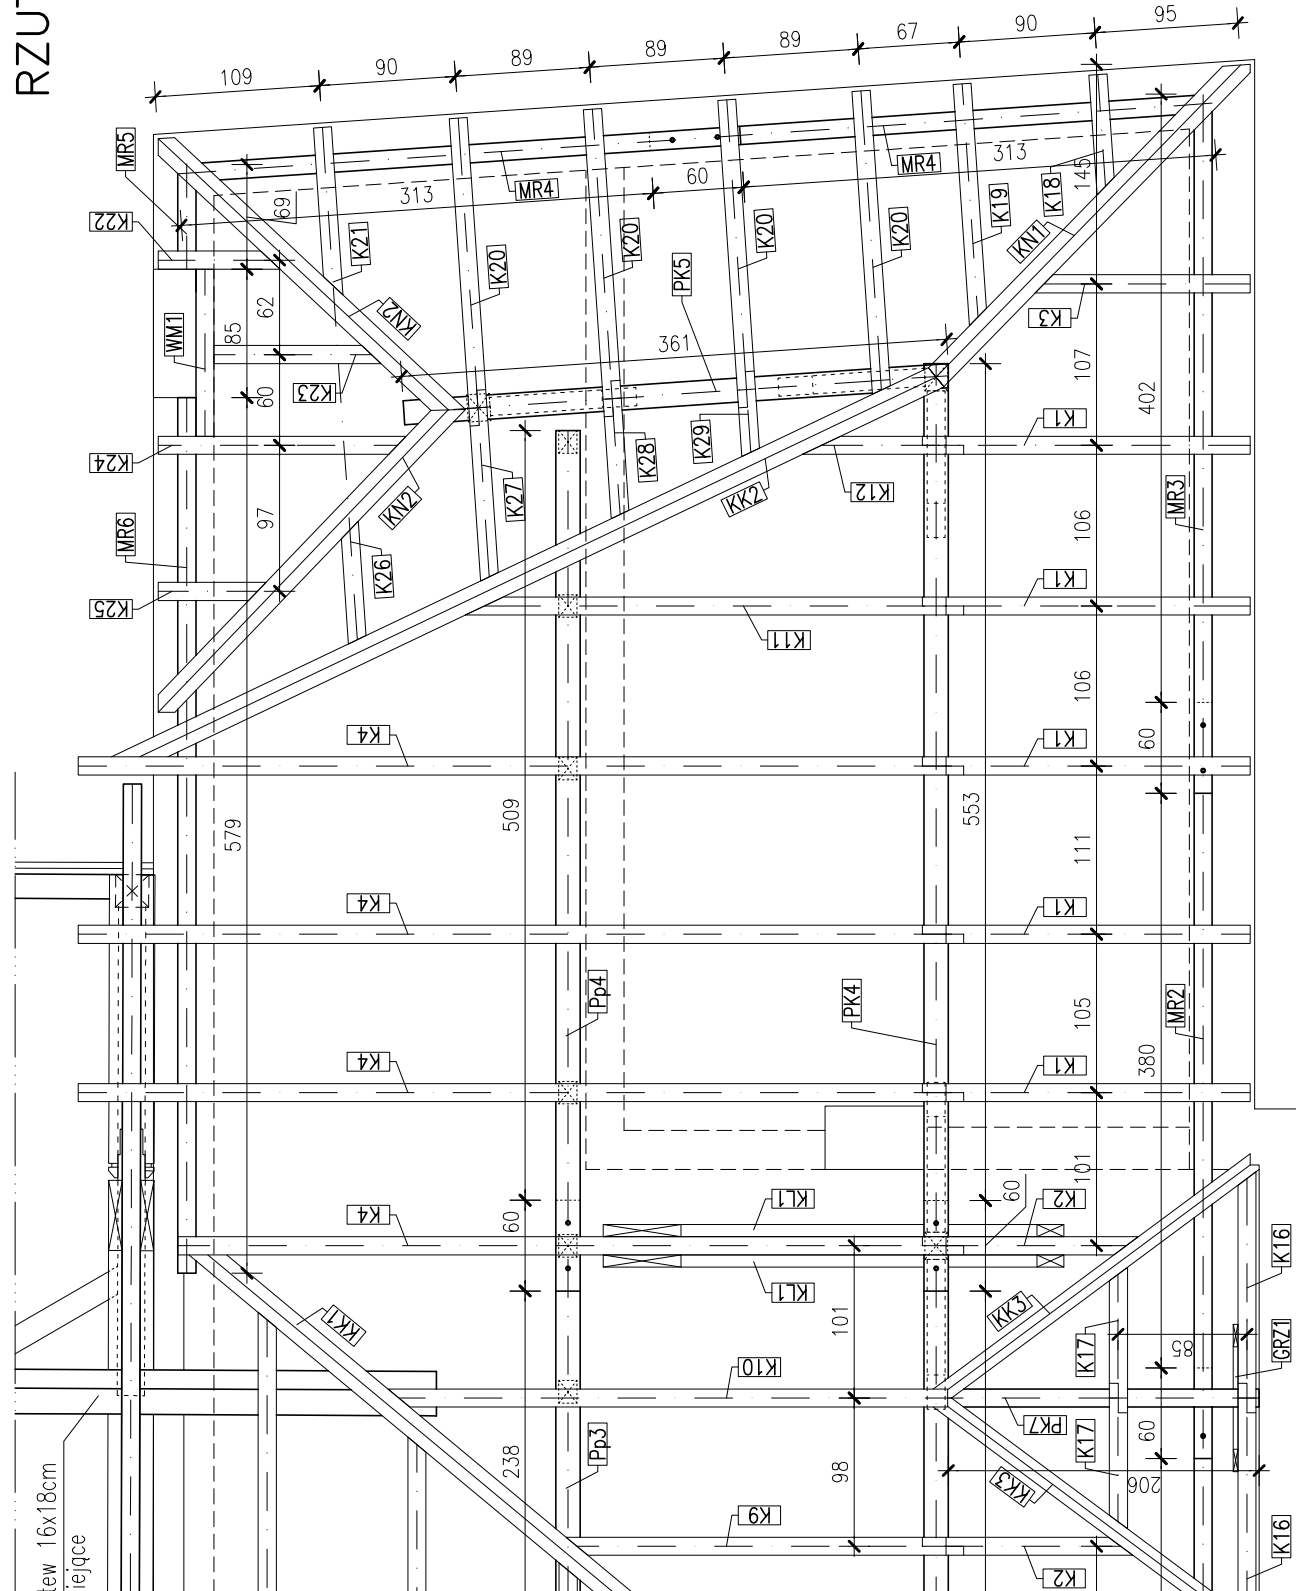 RZUT
109
90
89
89
89
67
90
95
MR5
K22
MR4
MR4
313
60
313
145
69
K21
K20
K20
K20
K20
K19
K18
KN1
PK5
K3
62
85
WM1
KN2
361
107
402
60
K23
K1
K24
KN2
K28
K29
K12
KK2
MR3
97
K27
MR6
K26
106
K25
K1
K11
106
K4
K1
60
509
553
579
111
K4
K1
Pp4
PK4
MR2
105
380
K4
K1
101
60
KL1
K2
60
K4
K16
KL1
KK3
KK1
101
K17
85
GRZ1
K10
PK7
60
Pp3
238
K17
98
KK3
206
K9
K16
K2
tew 16x18cm
iejące